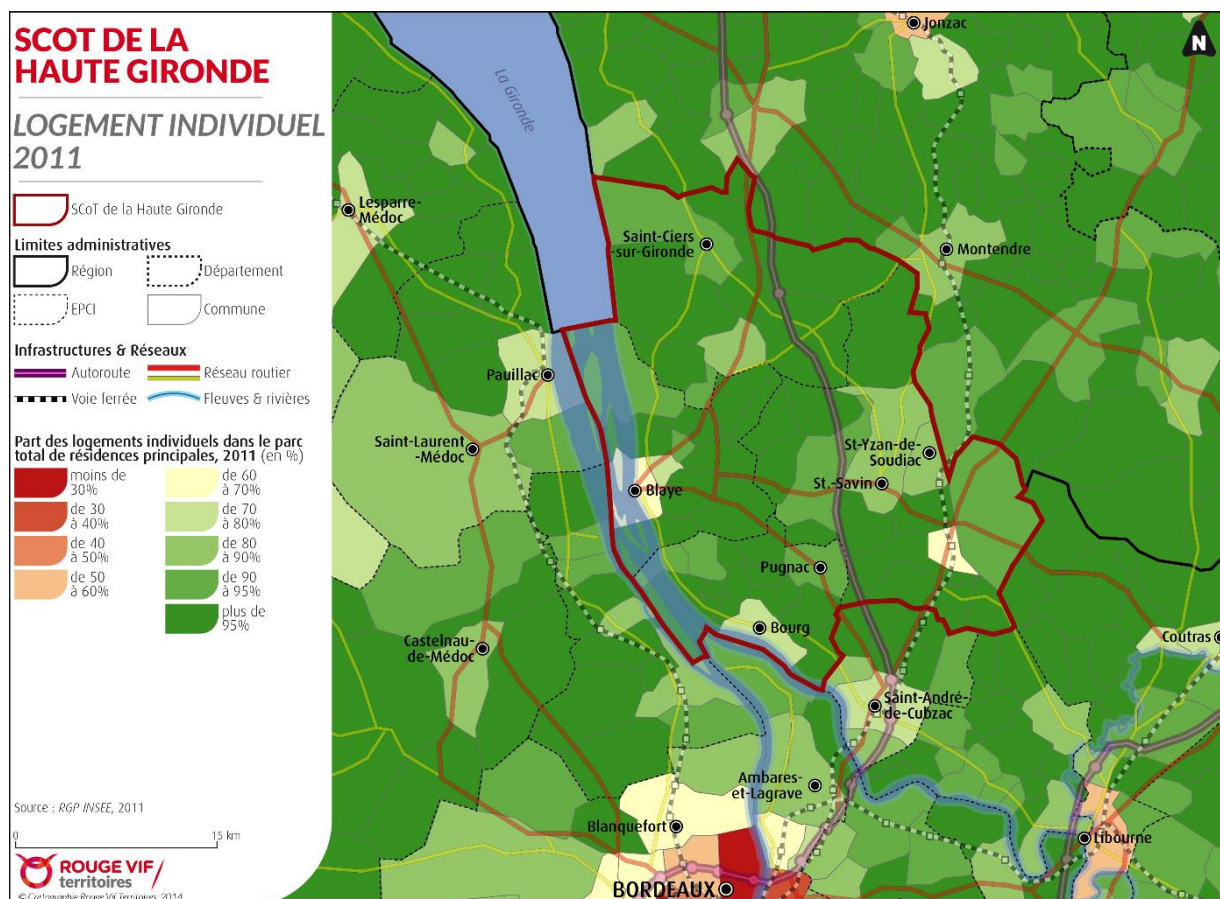 SCOT DE LA
HAUTE GIRONDE
LOGEMENT INDIVIDUEL
2011
SCoT de la Haute Gironde
Limites administratives
Région
Département
EPCI
Commune
Infrastructures & Réseaux
Autoroute
Réseau routier
Voie ferrée
Fleuves & rivières
Part des logements individuels dans le parc
total de résidences principales, 2011 (en %)
moins de
30%
de 30
à 40%
de 40
à 50%
de 50
à 60%
de 60
à 70%
de 70
à 80%
de 80
à 90%
de 90
à 95%
plus de
95%
Source : RGP INSEE, 2011
0 15 km
ROUGE VIF/
territoires
© Cartographie Rouge Vif Territoires, 2014
N
La Gironde
Jonzac
Lesparre-
Médoc
Saint-Ciers
-sur-Gironde
Montendre
Pauillac
Saint-Laurent
-Médoc
St-Yzan-de-
Soudiac
St.-Savin
Blaye
Pugnac
Bourg
Castelnau-
de-Médoc
Coutras
Saint-André-
de-Cubzac
Ambares-
et-Lagrave
Blanquefort
Libourne
BORDEAUX